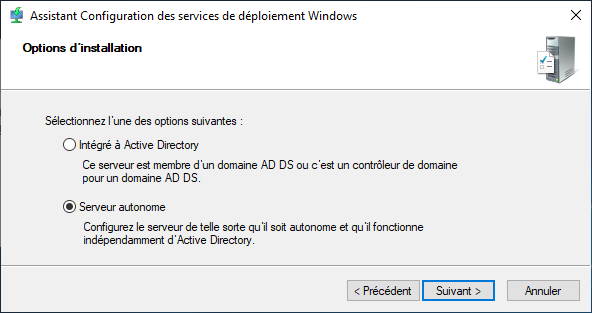 Assistant Configuration des services de déploiement Windows
Options d'installation
Sélectionnez l'une des options suivantes :
Intégré à Active Directory
Ce serveur est membre d'un domaine AD DS ou c'est un contrôleur de domaine
pour un domaine AD DS.
Serveur autonome
Configurez le serveur de telle sorte qu'il soit autonome et qu'il fonctionne
indépendamment d'Active Directory.
< Précédent Suivant > Annuler